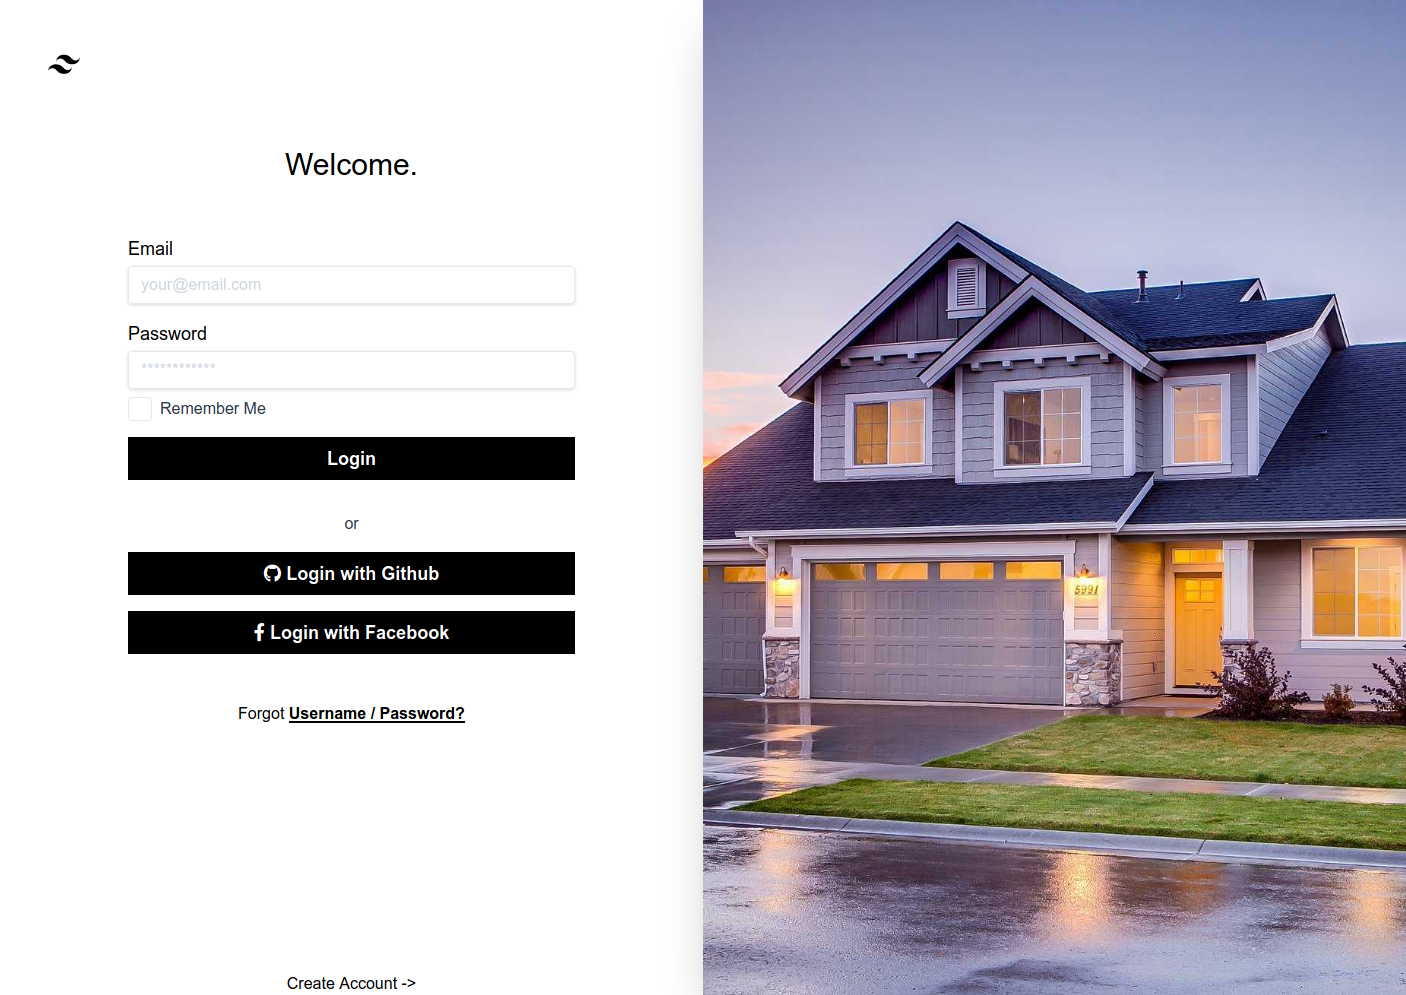 Welcome.
Email
your@email.com
Password
************
Remember Me
Login
or
Login with Github
Login with Facebook
Forgot Username / Password?
Create Account ->
5991